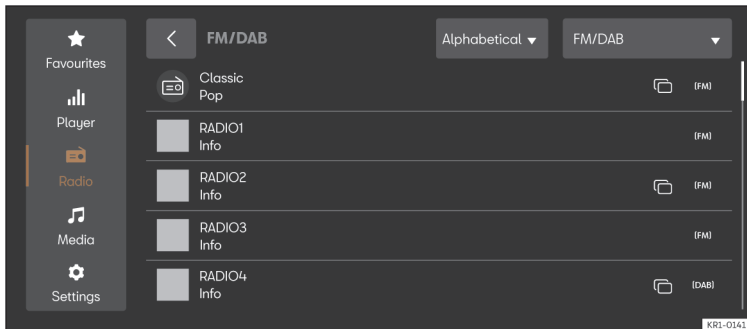 Favourites
Player
Radio
Media
Settings
FM/DAB
Alphabetical
FM/DAB
Classic
Pop
(FM)
RADIO1
Info
(FM)
RADIO2
Info
(FM)
RADIO3
Info
(FM)
RADIO4
Info
(DAB)
KR1-0141